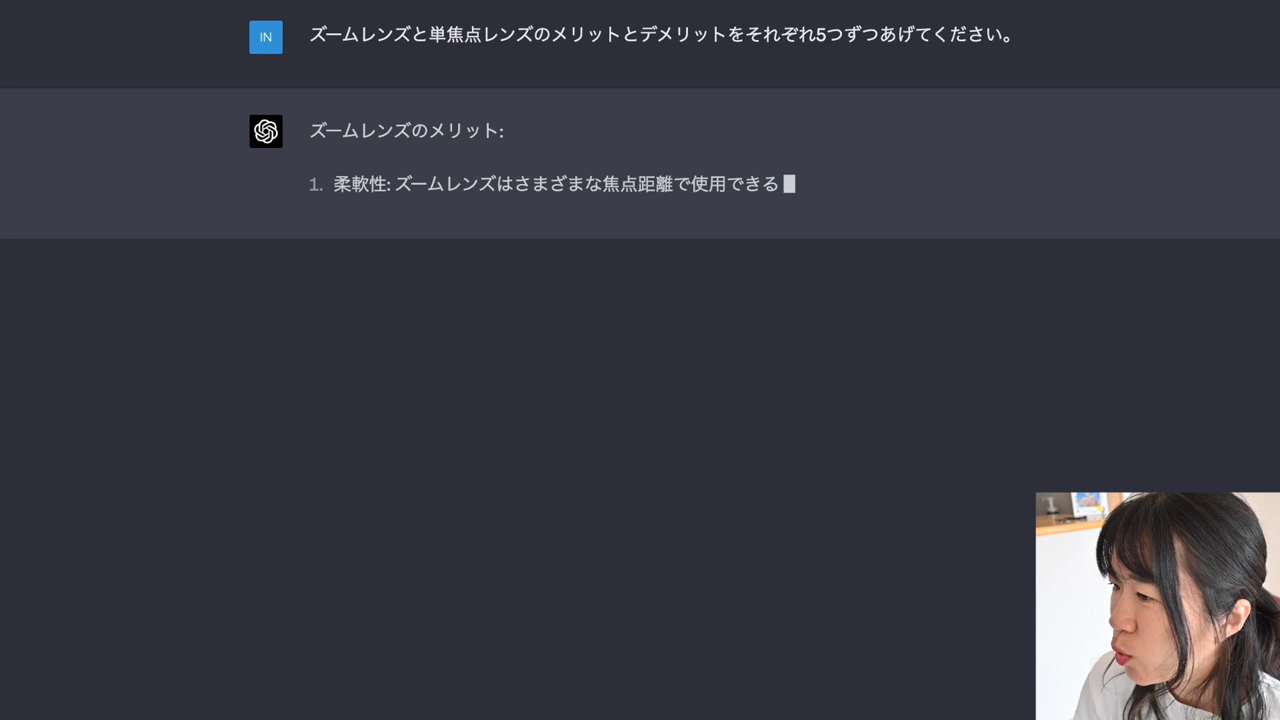 IN
ズームレンズと単焦点レンズのメリットとデメリットをそれぞれ5つずつあげてください。
ズームレンズのメリット:
1. 柔軟性: ズームレンズはさまざまな焦点距離で使用できる